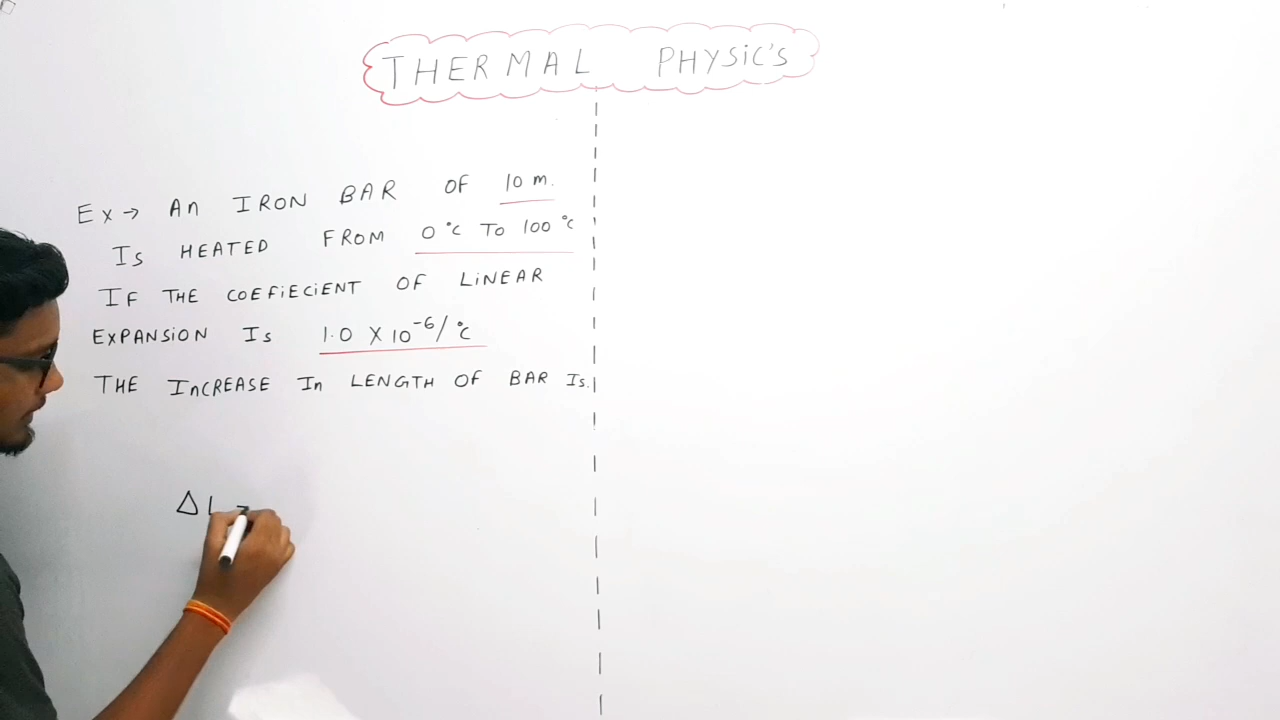 THERMAL PHYSIC'S
Ex→ An IRON BAR OF 10 m.
Is HEATED FROM 0°C TO 100°C
IF THE COEFIECIENT OF LINEAR
EXPANSION Is 1.0 X 10⁻⁶/°C
THE INCREASE In LENGTH OF BAR Is.
ΔL =